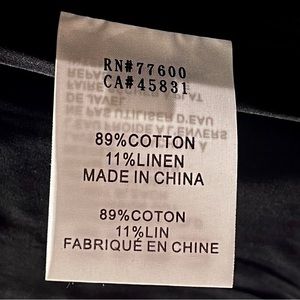 RN#77600
CA#45831
89%COTTON
11%LINEN
MADE IN CHINA
89%COTON
11%LIN
FABRIQUÉ EN CHINE